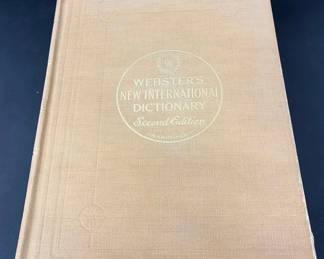 WEBSTER'S
NEW INTERNATIONAL
DICTIONARY
Second Edition